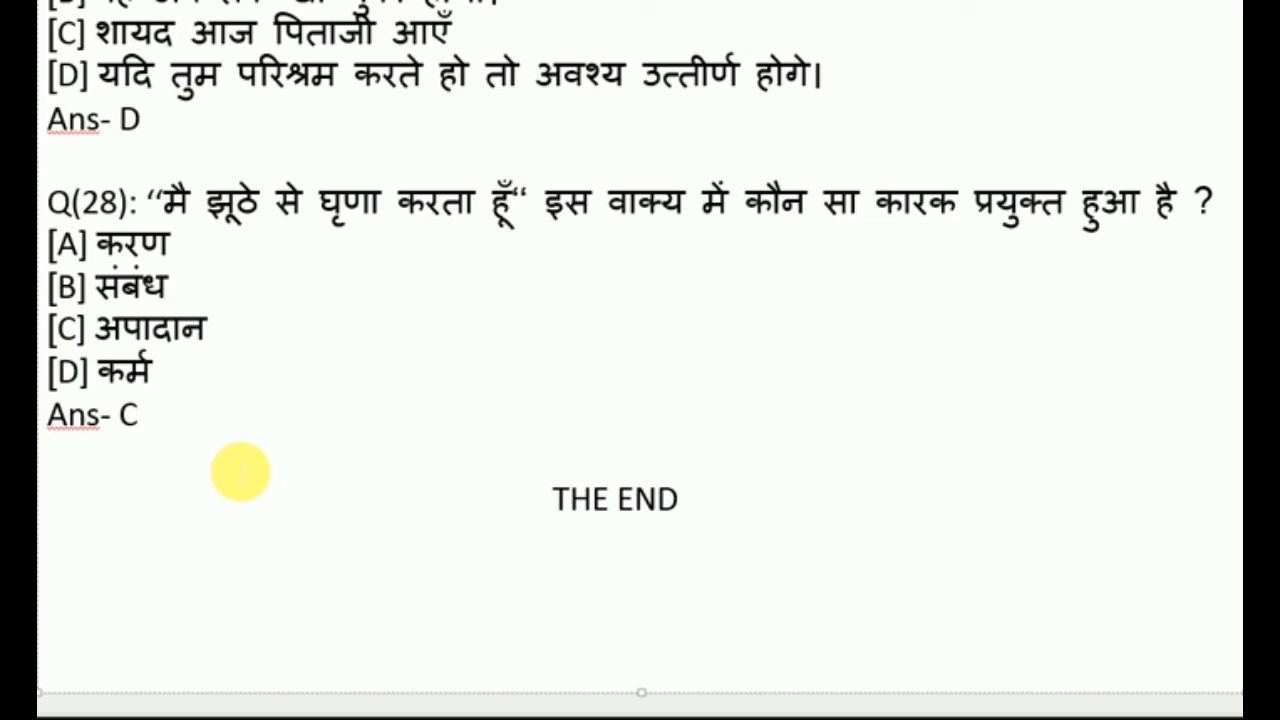 [C] शायद आज पिताजी आएँ
[D] यदि तुम परिश्रम करते हो तो अवश्य उत्तीर्ण होगे।
Ans- D
Q(28): “मै झूठे से घृणा करता हूँ“ इस वाक्य में कौन सा कारक प्रयुक्त हुआ है ?
[A] करण
[B] संबंध
[C] अपादान
[D] कर्म
Ans- C
THE END